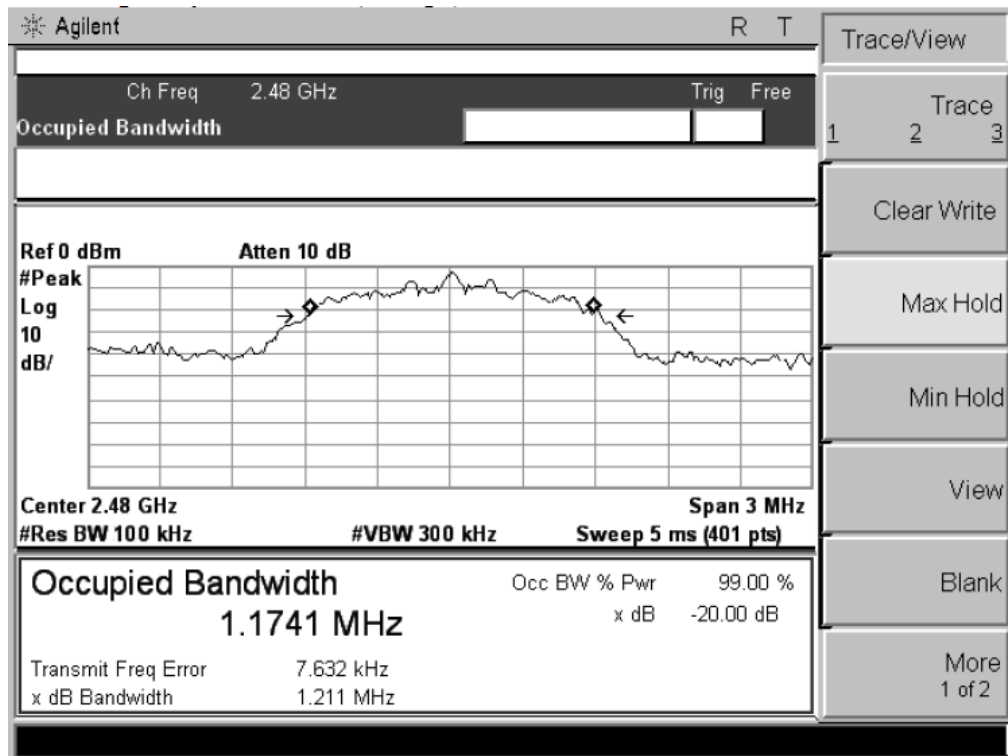 Agilent R T
Trace/View
Ch Freq 2.48 GHz Trig Free
Occupied Bandwidth
Trace
1 2 3
Clear Write
Ref 0 dBm Atten 10 dB
#Peak
Log
10
dB/
Max Hold
Min Hold
Center 2.48 GHz Span 3 MHz
#Res BW 100 kHz #VBW 300 kHz Sweep 5 ms (401 pts)
View
Occupied Bandwidth Occ BW % Pwr 99.00 %
1.1741 MHz x dB -20.00 dB
Blank
Transmit Freq Error 7.632 kHz
x dB Bandwidth 1.211 MHz
More
1 of 2